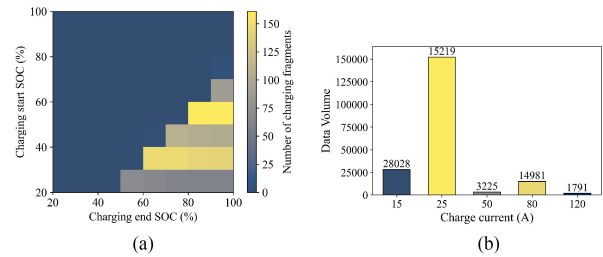 100
80
60
40
20
Charging start SOC (%)
20 40 60 80 100
Charging end SOC (%)
150
125
100
75
50
25
0
Number of charging fragments
(a)
150000
125000
100000
75000
50000
25000
0
Data Volume
28028
15219
3225
14981
1791
15 25 50 80 120
Charge current (A)
(b)